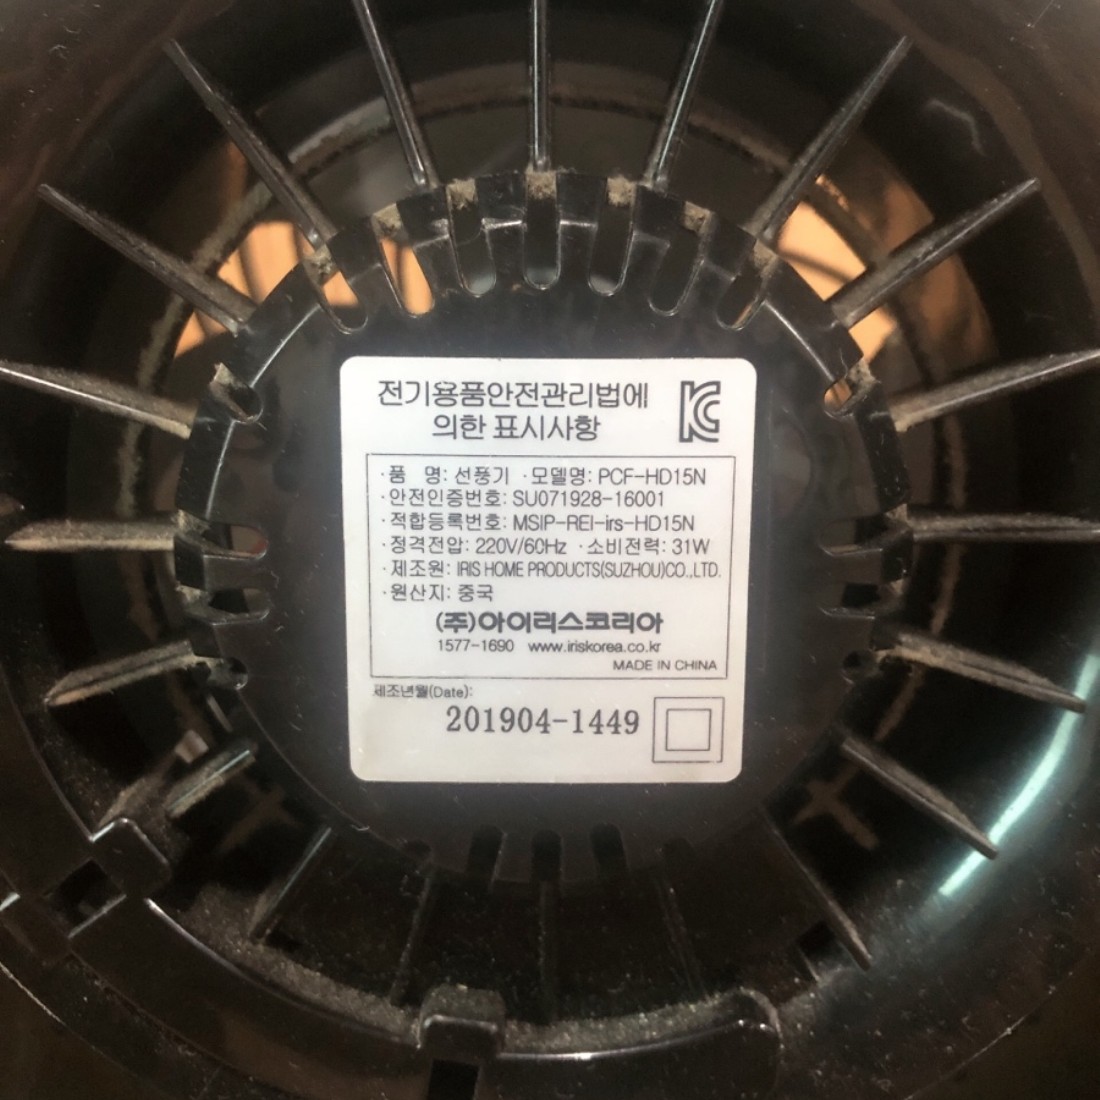 전기용품안전관리법에
의한 표시사항
·품 명: 선풍기 ·모델명: PCF-HD15N
·안전인증번호: SU071928-16001
·적합등록번호: MSIP-REI-irs-HD15N
·정격전압: 220V/60Hz ·소비전력: 31W
·제조원: IRIS HOME PRODUCTS(SUZHOU)CO.,LTD.
·원산지: 중국
(주)아이리스코리아
1577-1690 www.iriskorea.co.kr
MADE IN CHINA
제조년월(Date):
201904-1449